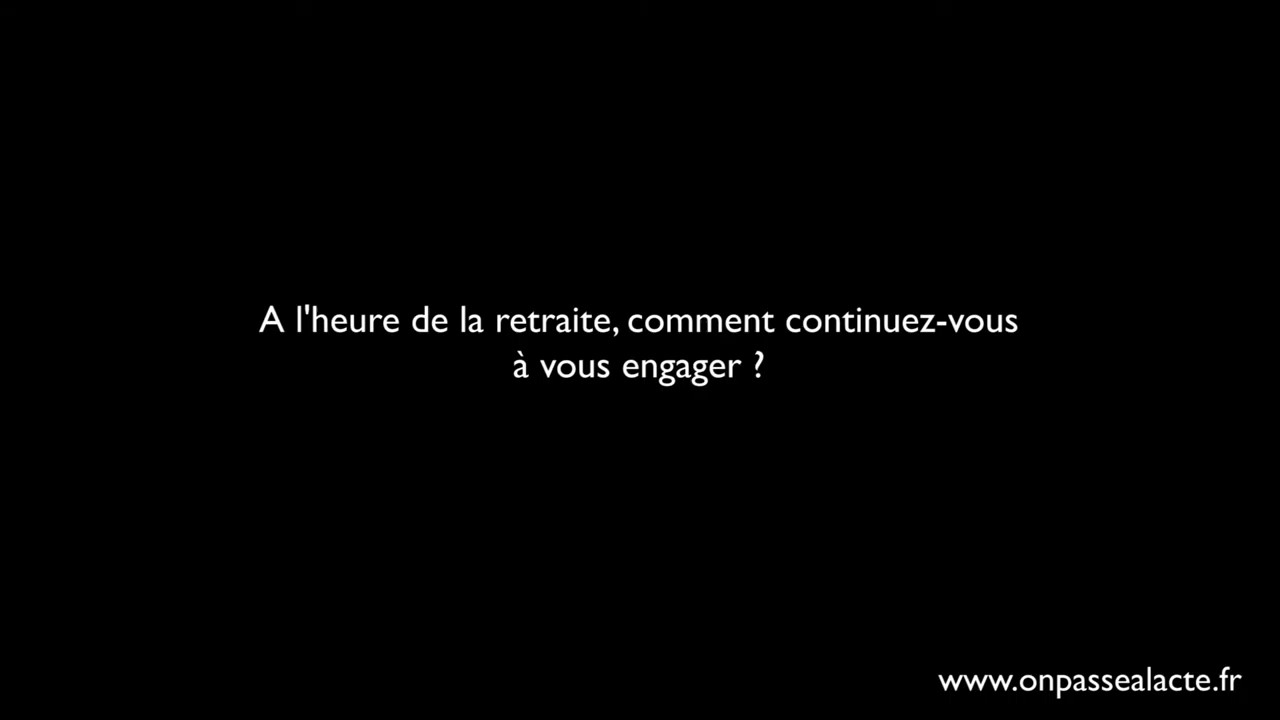 A l'heure de la retraite, comment continuez-vous
à vous engager ?
www.onpassealacte.fr